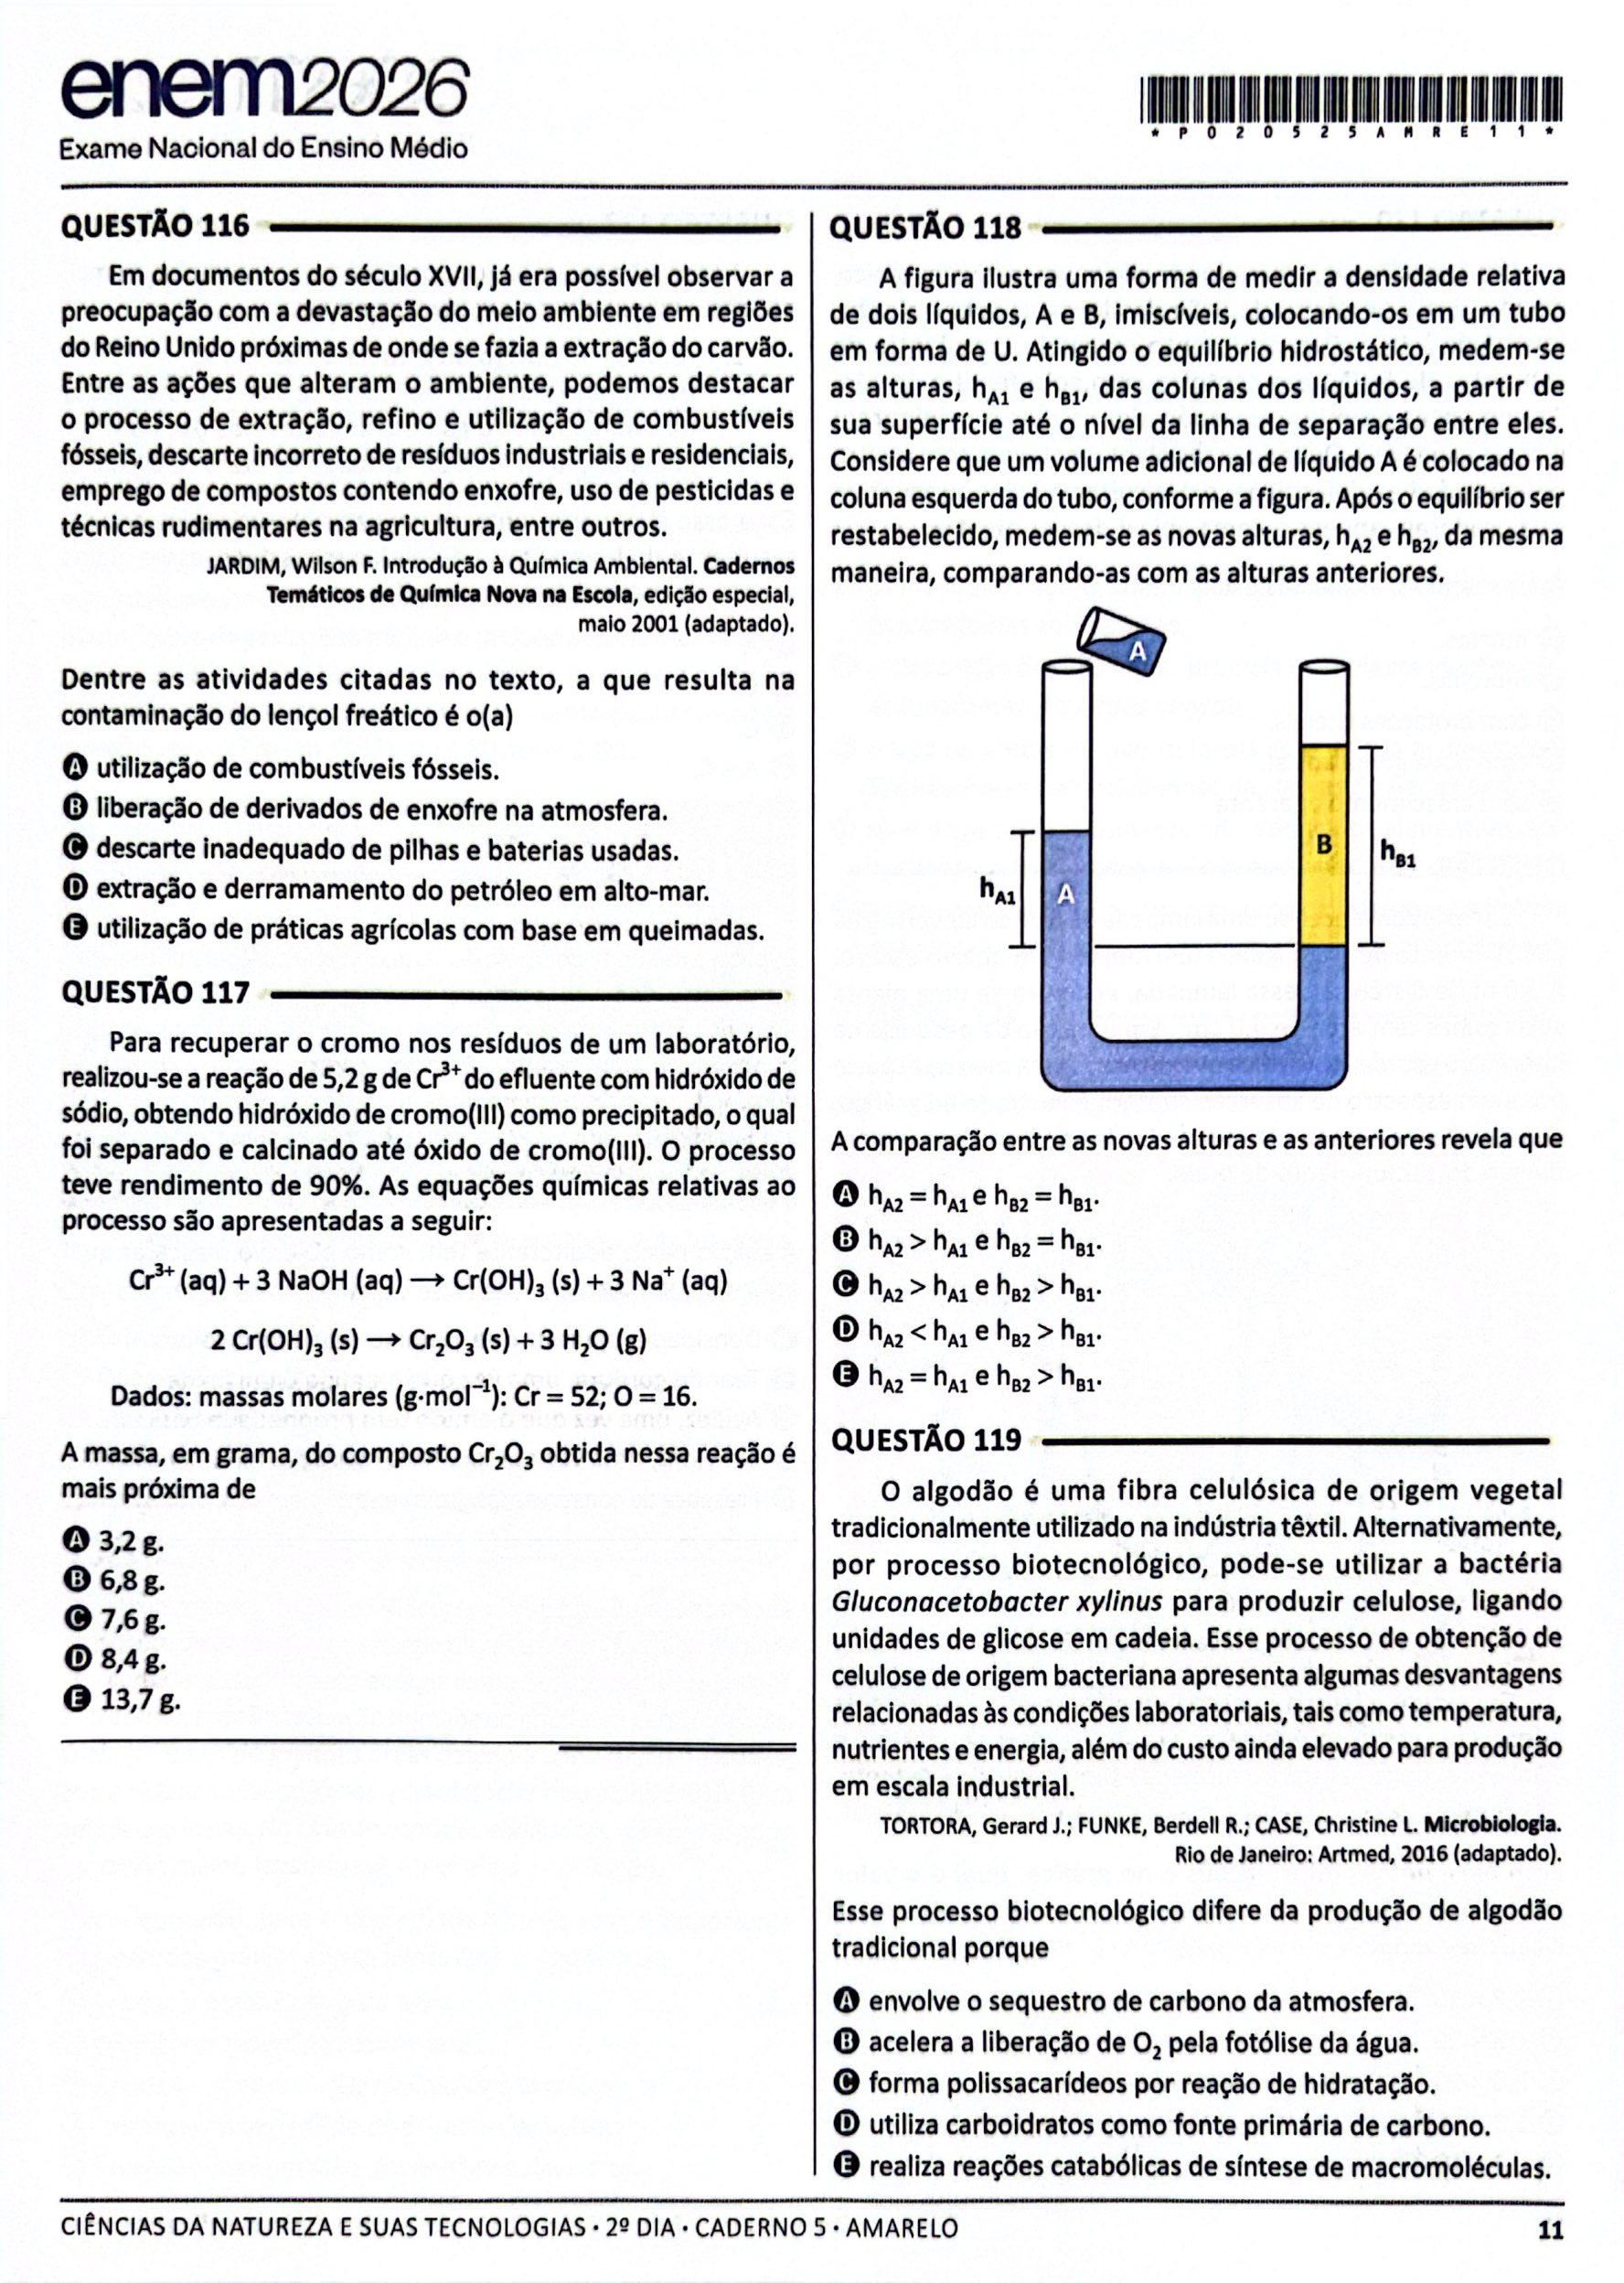 enem2026
Exame Nacional do Ensino Médio
*P020525AMRE11*
QUESTÃO 116
Em documentos do século XVII, já era possível observar a
preocupação com a devastação do meio ambiente em regiões
do Reino Unido próximas de onde se fazia a extração do carvão.
Entre as ações que alteram o ambiente, podemos destacar
o processo de extração, refino e utilização de combustíveis
fósseis, descarte incorreto de resíduos industriais e residenciais,
emprego de compostos contendo enxofre, uso de pesticidas e
técnicas rudimentares na agricultura, entre outros.
JARDIM, Wilson F. Introdução à Química Ambiental. Cadernos
Temáticos de Química Nova na Escola, edição especial,
maio 2001 (adaptado).
Dentre as atividades citadas no texto, a que resulta na
contaminação do lençol freático é o(a)
A utilização de combustíveis fósseis.
B liberação de derivados de enxofre na atmosfera.
C descarte inadequado de pilhas e baterias usadas.
D extração e derramamento do petróleo em alto-mar.
E utilização de práticas agrícolas com base em queimadas.
QUESTÃO 117
Para recuperar o cromo nos resíduos de um laboratório,
realizou-se a reação de 5,2 g de Cr³⁺ do efluente com hidróxido de
sódio, obtendo hidróxido de cromo(III) como precipitado, o qual
foi separado e calcinado até óxido de cromo(III). O processo
teve rendimento de 90%. As equações químicas relativas ao
processo são apresentadas a seguir:
Cr³⁺ (aq) + 3 NaOH (aq) ⟶ Cr(OH)₃ (s) + 3 Na⁺ (aq)
2 Cr(OH)₃ (s) ⟶ Cr₂O₃ (s) + 3 H₂O (g)
Dados: massas molares (g·mol⁻¹): Cr = 52; O = 16.
A massa, em grama, do composto Cr₂O₃ obtida nessa reação é
mais próxima de
A 3,2 g.
B 6,8 g.
C 7,6 g.
D 8,4 g.
E 13,7 g.
QUESTÃO 118
A figura ilustra uma forma de medir a densidade relativa
de dois líquidos, A e B, imiscíveis, colocando-os em um tubo
em forma de U. Atingido o equilíbrio hidrostático, medem-se
as alturas, hA1 e hB1, das colunas dos líquidos, a partir de
sua superfície até o nível da linha de separação entre eles.
Considere que um volume adicional de líquido A é colocado na
coluna esquerda do tubo, conforme a figura. Após o equilíbrio ser
restabelecido, medem-se as novas alturas, hA2 e hB2, da mesma
maneira, comparando-as com as alturas anteriores.
A
B
hB1
hA1
A
A comparação entre as novas alturas e as anteriores revela que
A hA2 = hA1 e hB2 = hB1.
B hA2 > hA1 e hB2 = hB1.
C hA2 > hA1 e hB2 > hB1.
D hA2 < hA1 e hB2 > hB1.
E hA2 = hA1 e hB2 > hB1.
QUESTÃO 119
O algodão é uma fibra celulósica de origem vegetal
tradicionalmente utilizado na indústria têxtil. Alternativamente,
por processo biotecnológico, pode-se utilizar a bactéria
Gluconacetobacter xylinus para produzir celulose, ligando
unidades de glicose em cadeia. Esse processo de obtenção de
celulose de origem bacteriana apresenta algumas desvantagens
relacionadas às condições laboratoriais, tais como temperatura,
nutrientes e energia, além do custo ainda elevado para produção
em escala industrial.
TORTORA, Gerard J.; FUNKE, Berdell R.; CASE, Christine L. Microbiologia.
Rio de Janeiro: Artmed, 2016 (adaptado).
Esse processo biotecnológico difere da produção de algodão
tradicional porque
A envolve o sequestro de carbono da atmosfera.
B acelera a liberação de O₂ pela fotólise da água.
C forma polissacarídeos por reação de hidratação.
D utiliza carboidratos como fonte primária de carbono.
E realiza reações catabólicas de síntese de macromoléculas.
CIÊNCIAS DA NATUREZA E SUAS TECNOLOGIAS • 2º DIA • CADERNO 5 • AMARELO
11